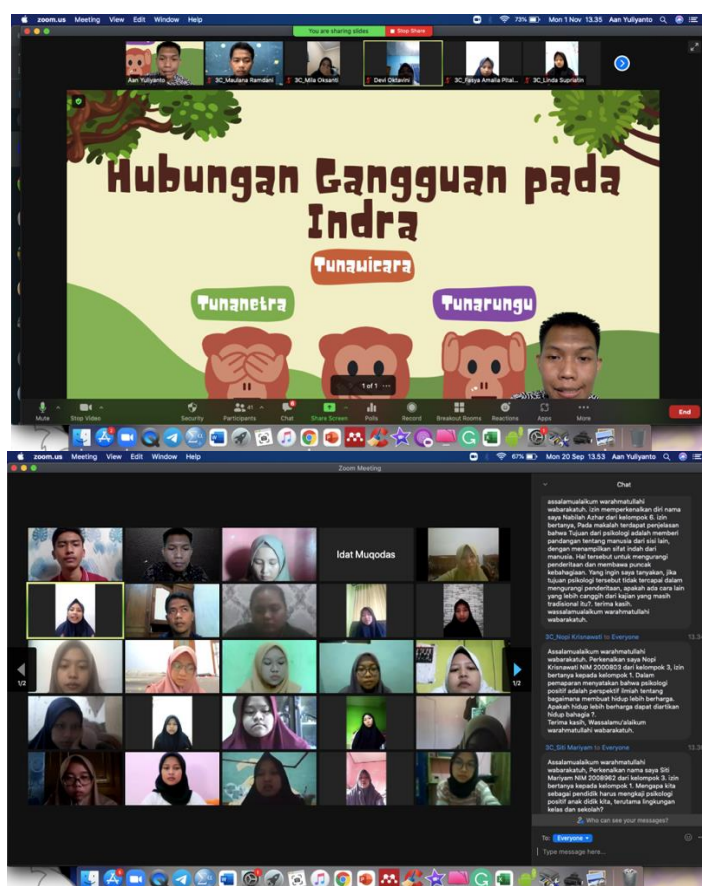 zoom.us Meeting View Edit Window Help
73% Mon 1 Nov 13.35 Aan Yuliyanto
You are sharing slides Stop Share
Aan Yuliyanto 3C_Maulana Ramdani 3C_Mila Oksanti Devi Oktavini 3C_Fasya Amalia Pital... 3C_Linda Supriatin
Hubungan Gangguan pada
Indra
Tunawicara
Tunanetra
Tunarungu
1 of 1 ...
Mute Stop Video Security Participants 41 Chat Share Screen Polls Record Breakout Rooms Reactions Apps More End
zoom.us Meeting View Edit Window Help
67% Mon 20 Sep 13.53 Aan Yuliyanto
Zoom Meeting
Chat
assalamualaikum warahmatullahi
wabarakatuh. izin memperkenalkan diri nama
saya Nabilah Azhar dari kelompok 6. izin
bertanya, Pada makalah terdapat penjelasan
bahwa Tujuan dari psikologi adalah memberi
pandangan tentang manusia dari sisi lain,
dengan menampilkan sifat indah dari
manusia. Hal tersebut untuk mengurangi
penderitaan dan membawa puncak
kebahagiaan. Yang ingin saya tanyakan, jika
tujuan psikologi tersebut tidak tercapai dalam
mengurangi penderitaan, apakah ada cara lain
yang lebih canggih dari kajian yang masih
tradisional itu?. terima kasih.
wassalamualaikum warahmatullahi
wabarakatuh.
Idat Muqodas
3C_Nopi Krisnawati to Everyone
Assalamualaikum warahmatullahi
wabarakatuh. Perkenalkan saya Nopi
Krisnawati NIM 2000803 dari kelompok 3, izin
bertanya kepada kelompok 1. Dalam
pemaparan menyatakan bahwa psikologi
positif adalah perspektif ilmiah tentang
bagaimana membuat hidup lebih berharga.
Apakah hidup lebih berharga dapat diartikan
hidup bahagia ?.
Terima kasih, Wassalamu'alaikum
warahmatullahi wabarakatuh.
1/2
1/2
3C_Siti Mariyam to Everyone
Assalamualaikum warahmatullahi
wabarakatuh, Perkenalkan nama saya Siti
Mariyam NIM 2008962 dari kelompok 3. izin
bertanya kepada kelompok 1. Mengapa kita
sebagai pendidik harus mengkaji psikologi
positif anak didik kita, terutama lingkungan
kelas dan sekolah?
Who can see your messages?
To: Everyone
Type message here...